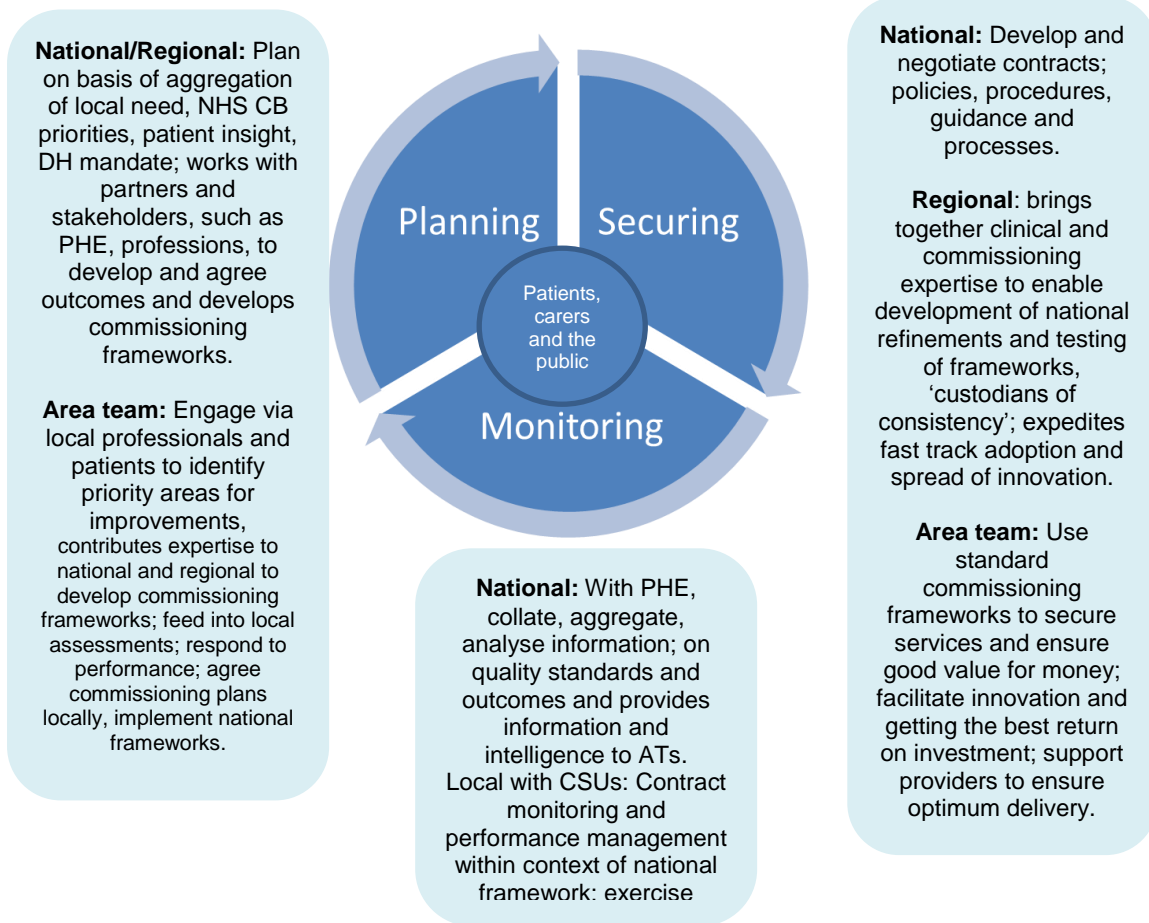 National/Regional: Plan
on basis of aggregation
of local need, NHS CB
priorities, patient insight,
DH mandate; works with
partners and
stakeholders, such as
PHE, professions, to
develop and agree
outcomes and develops
commissioning
frameworks.
Area team: Engage via
local professionals and
patients to identify
priority areas for
improvements,
contributes expertise to
national and regional to
develop commissioning
frameworks; feed into local
assessments; respond to
performance; agree
commissioning plans
locally, implement national
frameworks.
Planning
Securing
Patients,
carers
and the
public
Monitoring
National: With PHE,
collate, aggregate,
analyse information; on
quality standards and
outcomes and provides
information and
intelligence to ATs.
Local with CSUs: Contract
monitoring and
performance management
within context of national
framework; exercise
National: Develop and
negotiate contracts;
policies, procedures,
guidance and
processes.
Regional: brings
together clinical and
commissioning
expertise to enable
development of national
refinements and testing
of frameworks,
‘custodians of
consistency’; expedites
fast track adoption and
spread of innovation.
Area team: Use
standard
commissioning
frameworks to secure
services and ensure
good value for money;
facilitate innovation and
getting the best return
on investment; support
providers to ensure
optimum delivery.